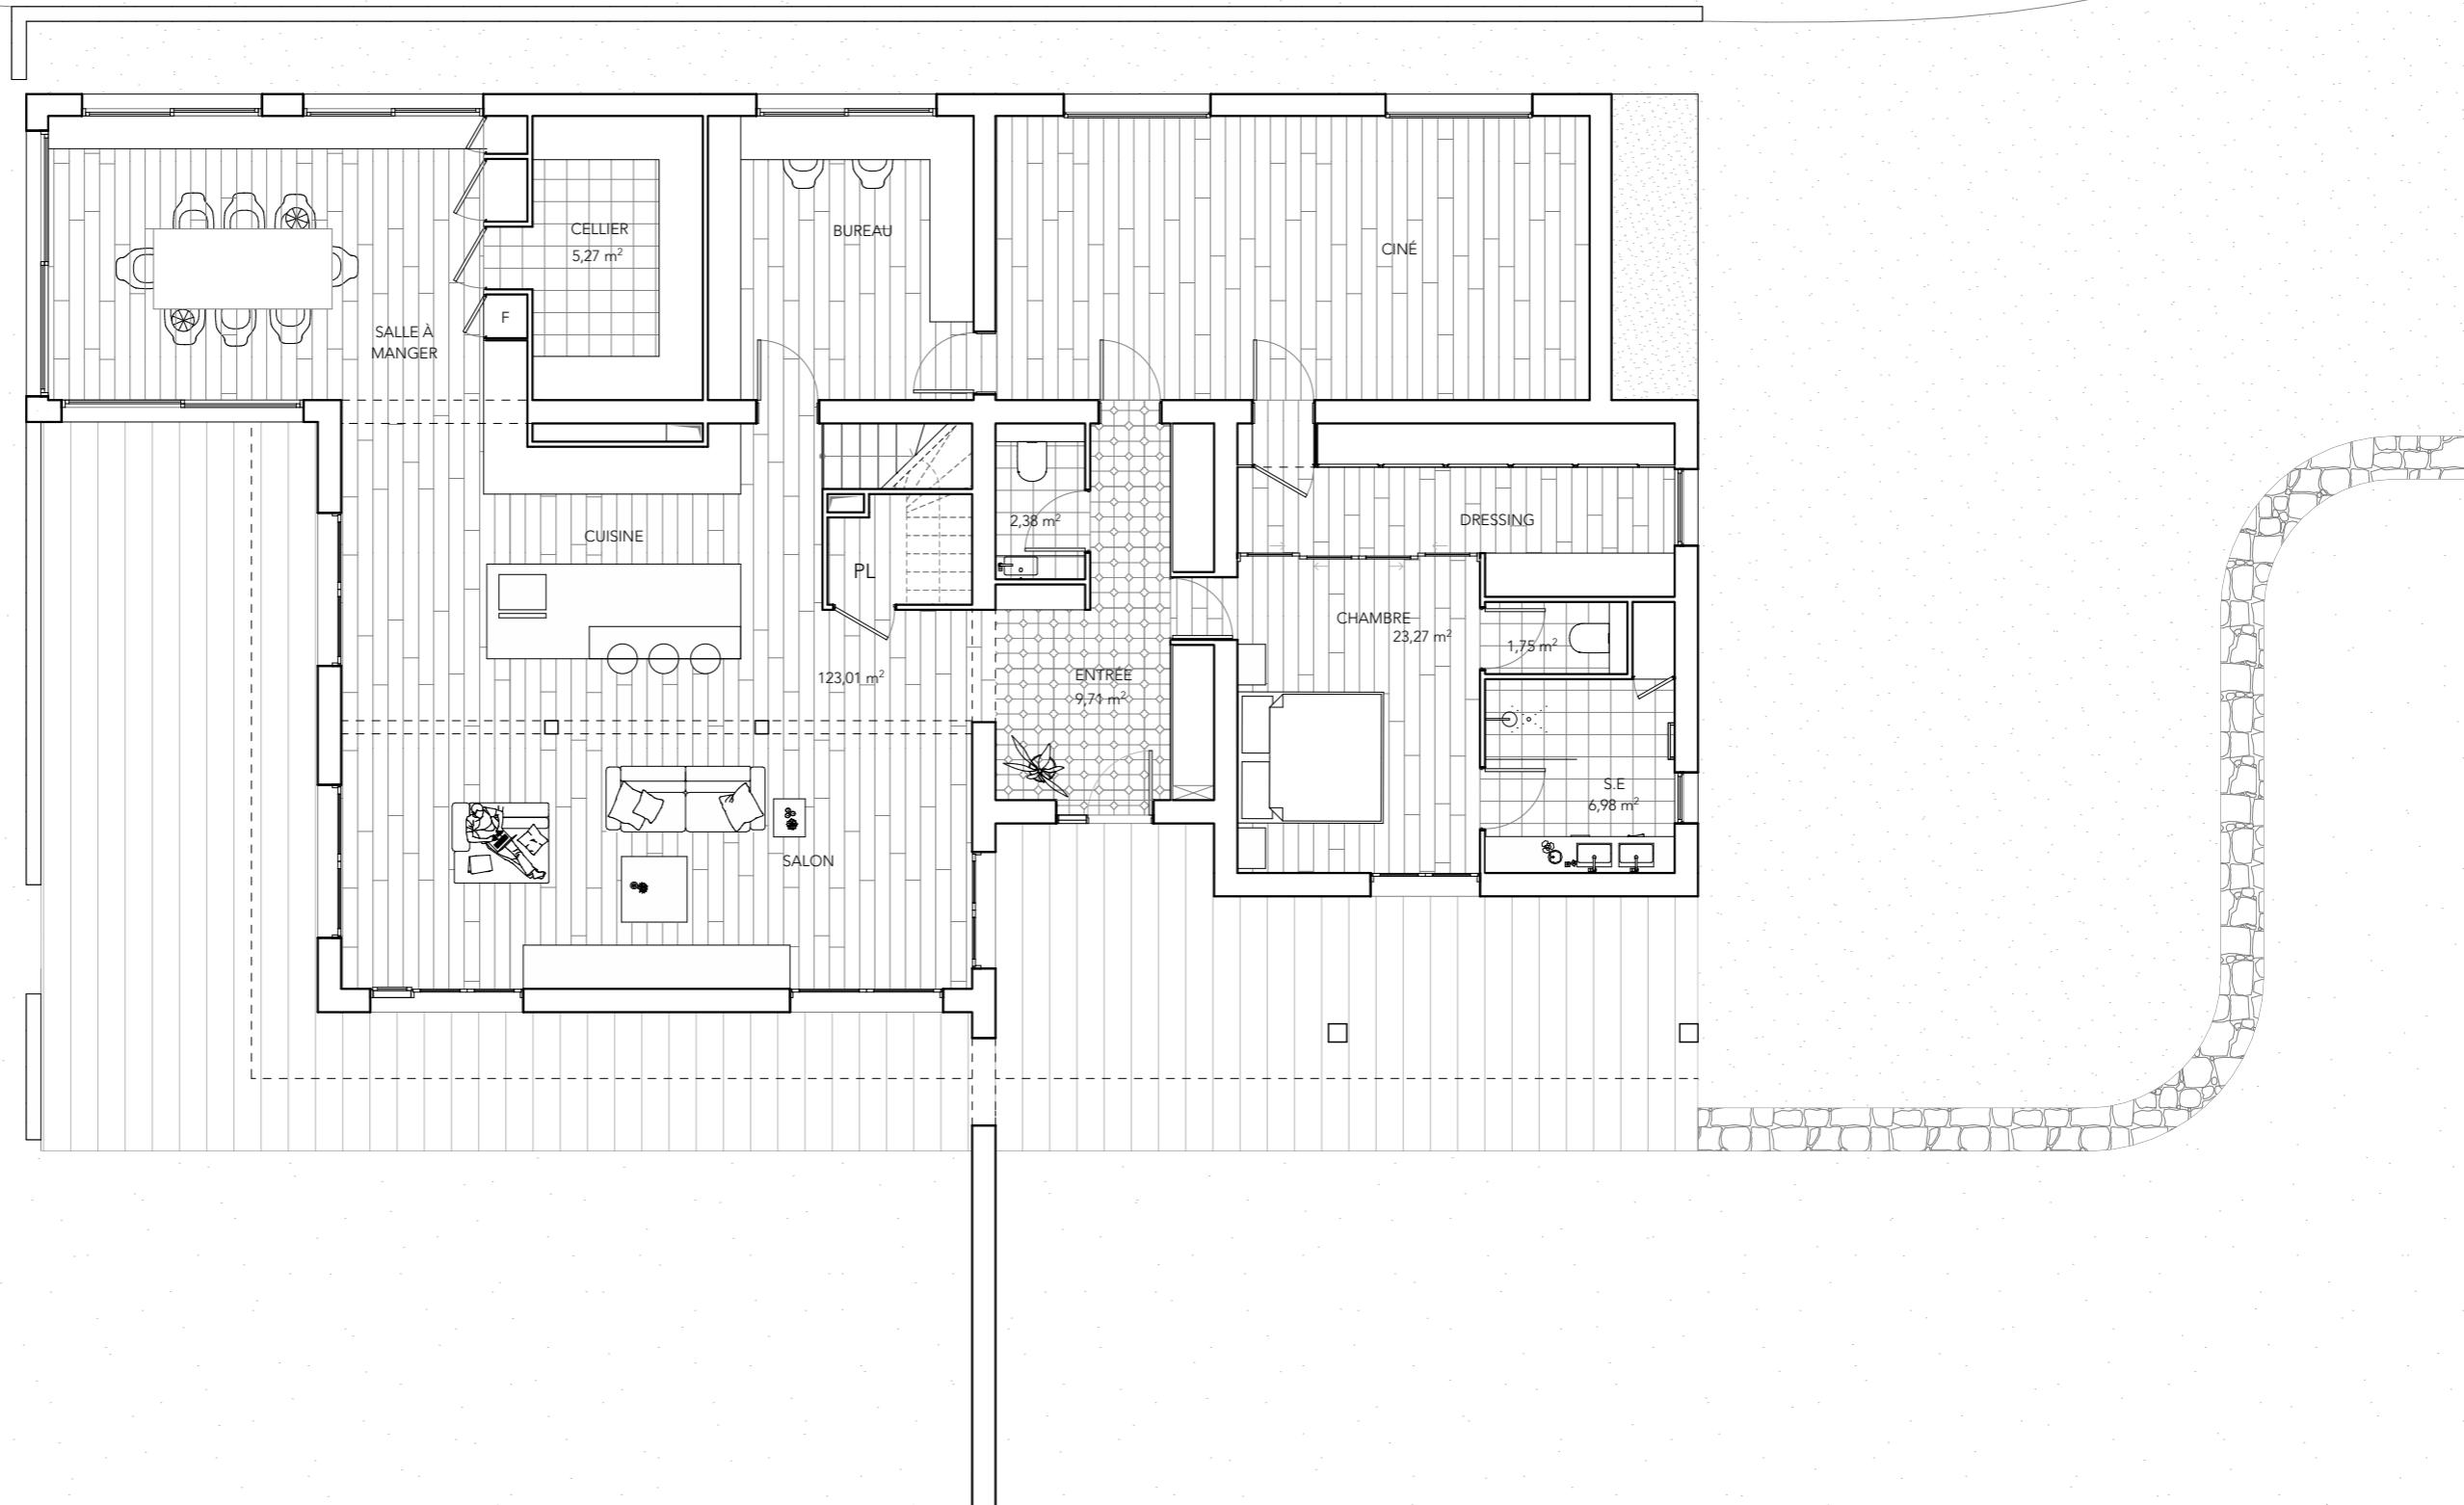 CELLIER
5,27 m²
BUREAU
CINÉ
F
SALLE À
MANGER
CUISINE
PL
2,38 m²
DRESSING
CHAMBRE
23,27 m²
1,75 m²
123,01 m²
ENTRÉE
9,71 m²
S.E
6,98 m²
SALON